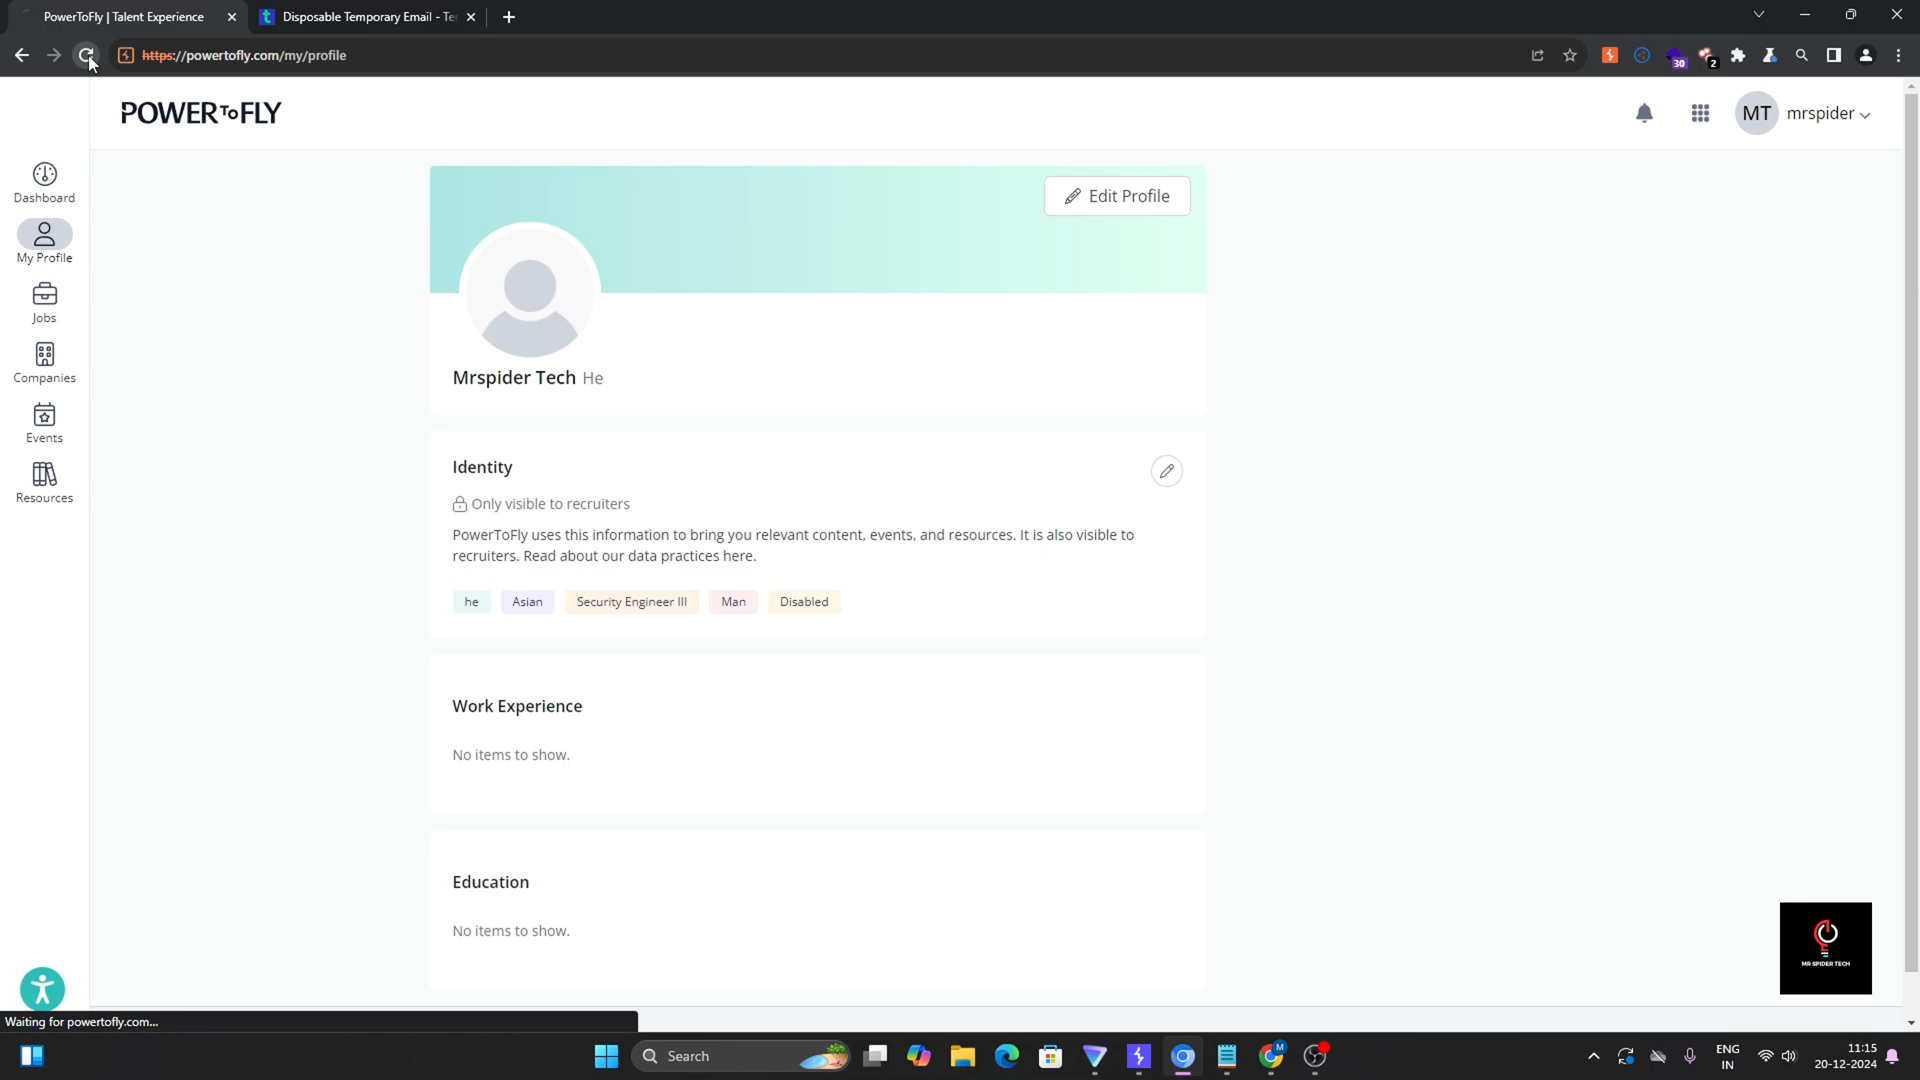 PowerToFly | Talent Experience
Disposable Temporary Email - Te
https://powertofly.com/my/profile
30
2
POWERTOFLY
MT
mrspider
Dashboard
My Profile
Jobs
Companies
Events
Resources
Edit Profile
Mrspider Tech He
Identity
Only visible to recruiters
PowerToFly uses this information to bring you relevant content, events, and resources. It is also visible to
recruiters. Read about our data practices here.
he
Asian
Security Engineer III
Man
Disabled
Work Experience
No items to show.
Education
No items to show.
MR SPIDER TECH
Waiting for powertofly.com...
Search
M
ENG
IN
11:15
20-12-2024